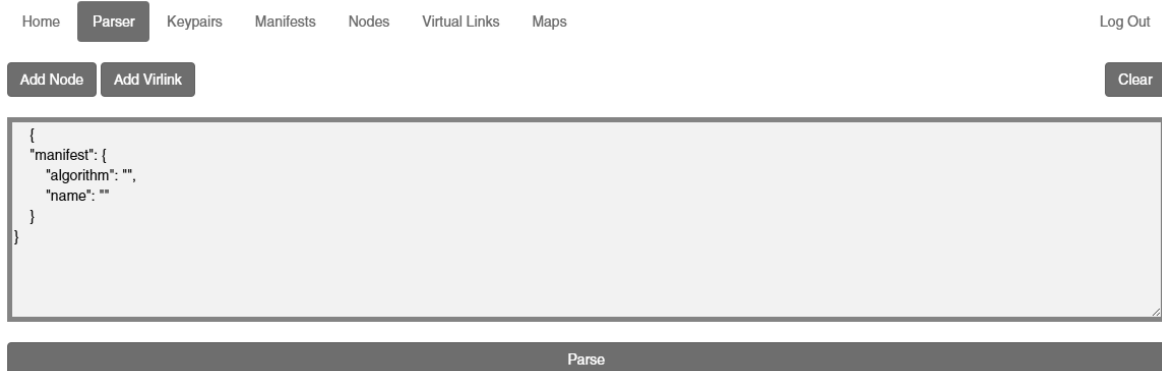 Home Parser Keypairs Manifests Nodes Virtual Links Maps Log Out
Add Node Add Virlink Clear
{
"manifest": {
"algorithm": "",
"name": ""
}
}
Parse